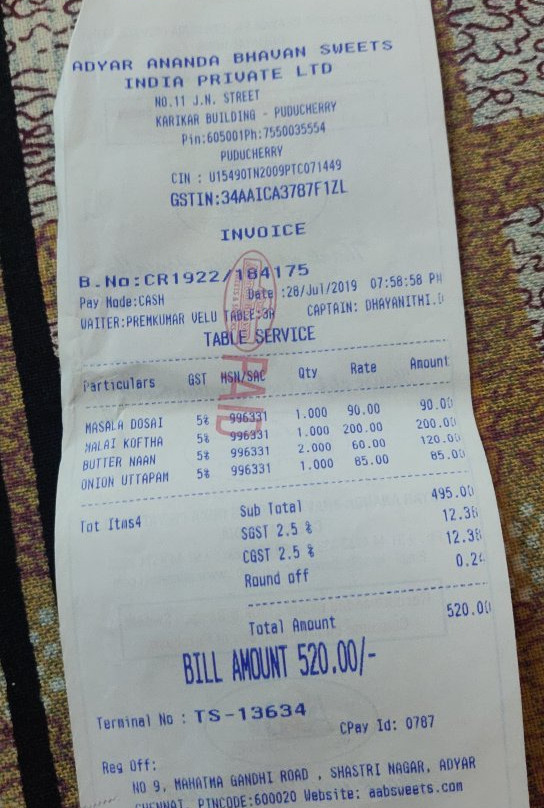 ADYAR ANANDA BHAVAN SWEETS
INDIA PRIVATE LTD
NO.11 J.N. STREET
KARIKAR BUILDING - PUDUCHERRY
Pin:605001Ph:7550035554
PUDUCHERRY
CIN : U15490TN2009PTC071449
GSTIN:34AAICA3787F1ZL
INVOICE
B.No:CR1922/184175
Pay Mode:CASH Date :28/Jul/2019 07:58:58 PM
WAITER:PREMKUMAR VELU TABLE:3A CAPTAIN: DHAYANITHI.D
TABLE SERVICE
PAID
Particulars GST HSN/SAC Qty Rate Amount
MASALA DOSAI 5% 996331 1.000 90.00 90.00
MALAI KOFTHA 5% 996331 1.000 200.00 200.00
BUTTER NAAN 5% 996331 2.000 60.00 120.00
ONION UTTAPAM 5% 996331 1.000 85.00 85.00
Tot Itms4 Sub Total 495.00
SGST 2.5 % 12.38
CGST 2.5 % 12.38
Round off 0.24
Total Amount 520.00
BILL AMOUNT 520.00/-
Terminal No : TS-13634
CPay Id: 0787
Reg Off:
NO 9, MAHATMA GANDHI ROAD , SHASTRI NAGAR, ADYAR
CHENNAI, PINCODE:600020 Website: aabsweets.com